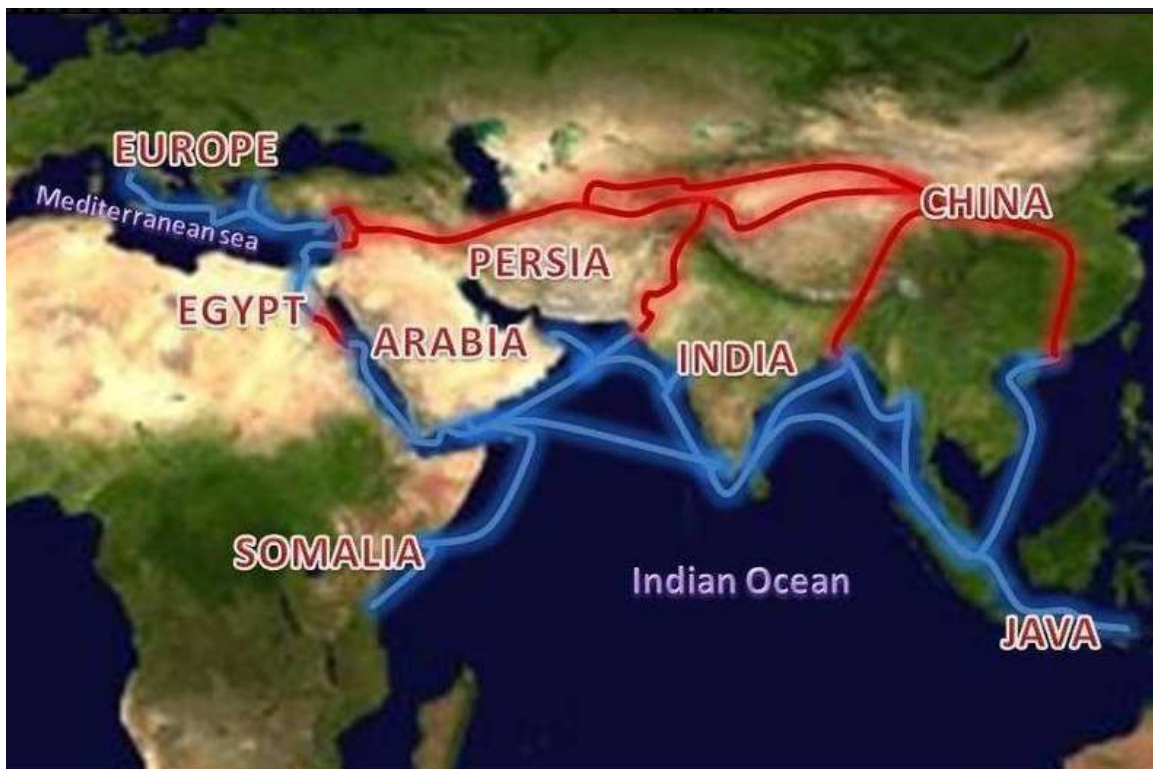 EUROPE
Mediterranean sea
CHINA
PERSIA
EGYPT
ARABIA
INDIA
SOMALIA
Indian Ocean
JAVA